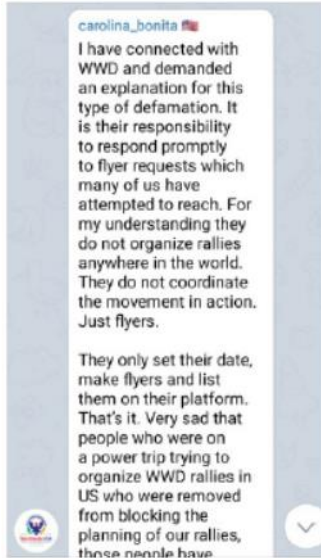 carolina_bonita 🇺🇸
I have connected with
WWD and demanded
an explanation for this
type of defamation. It
is their responsibility
to respond promptly
to flyer requests which
many of us have
attempted to reach. For
my understanding they
do not organize rallies
anywhere in the world.
They do not coordinate
the movement in action.
Just flyers.
They only set their date,
make flyers and list
them on their platform.
That's it. Very sad that
people who were on
a power trip trying to
organize WWD rallies in
US who were removed
from blocking the
planning of our rallies,
those people have